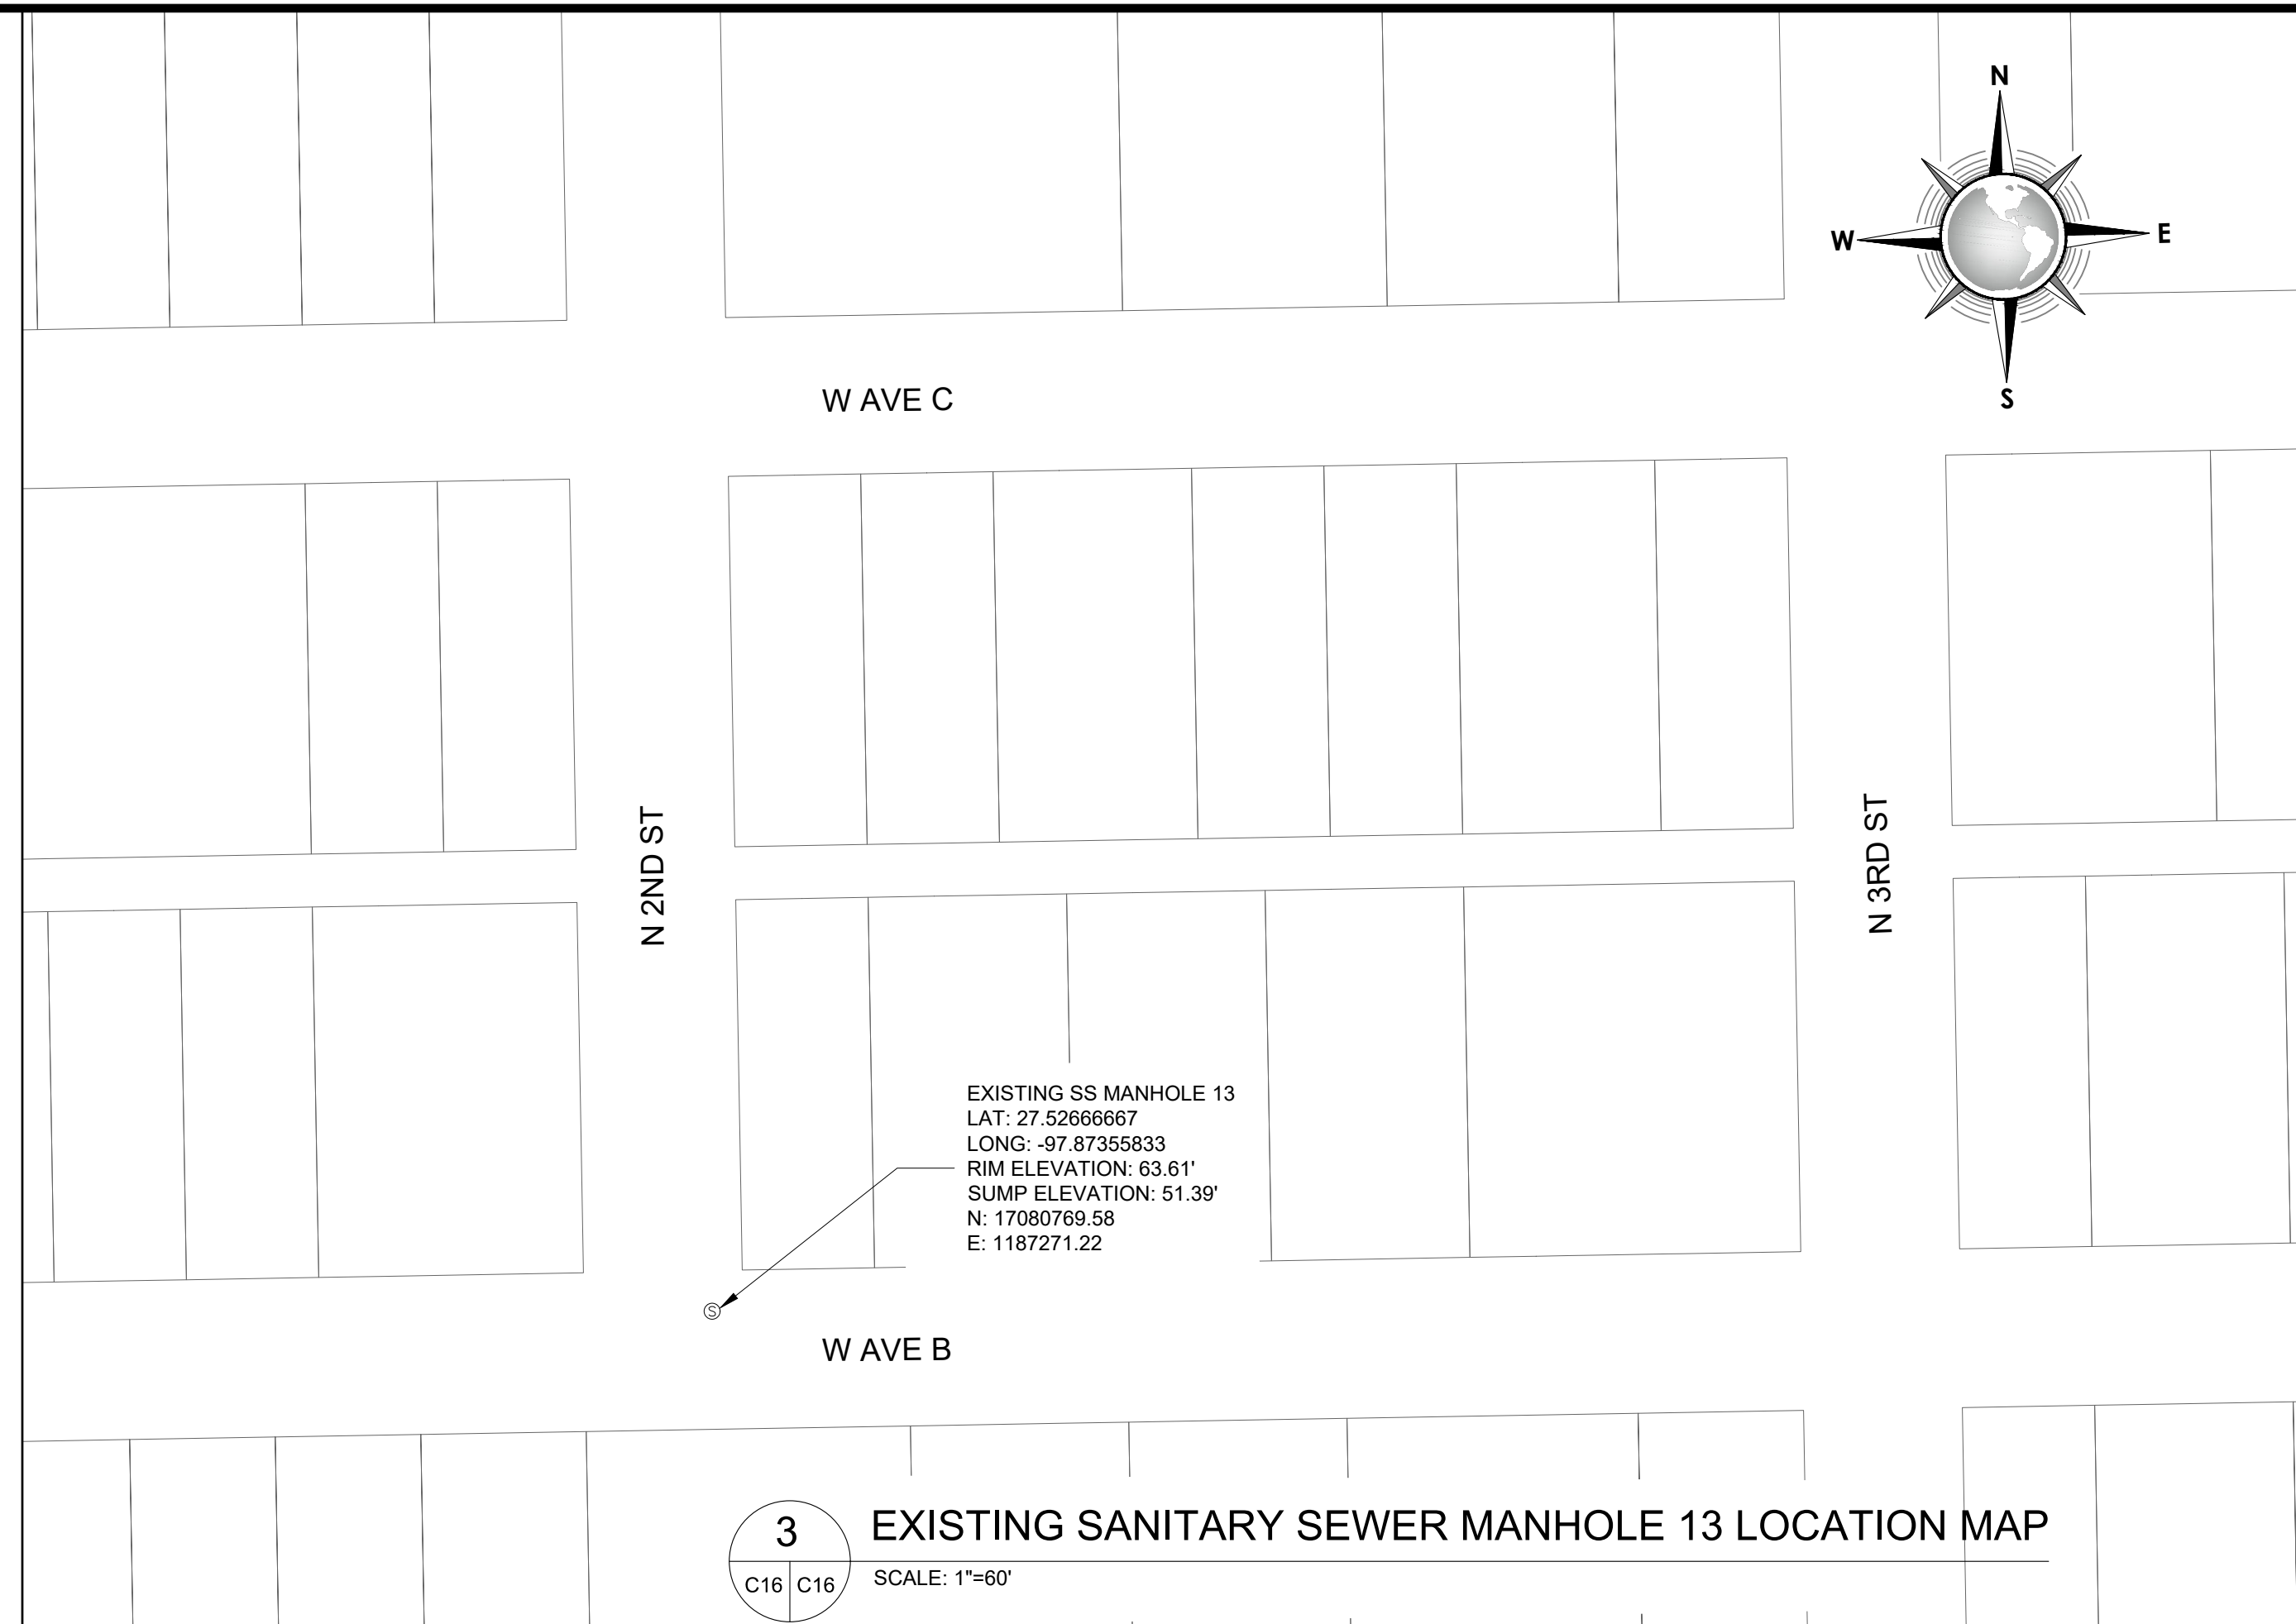 N
W
E
S
W AVE C
N 2ND ST
N 3RD ST
EXISTING SS MANHOLE 13
LAT: 27.52666667
LONG: -97.87355833
RIM ELEVATION: 63.61'
SUMP ELEVATION: 51.39'
N: 17080769.58
E: 1187271.22
S
W AVE B
3
C16 C16
EXISTING SANITARY SEWER MANHOLE 13 LOCATION MAP
SCALE: 1"=60'